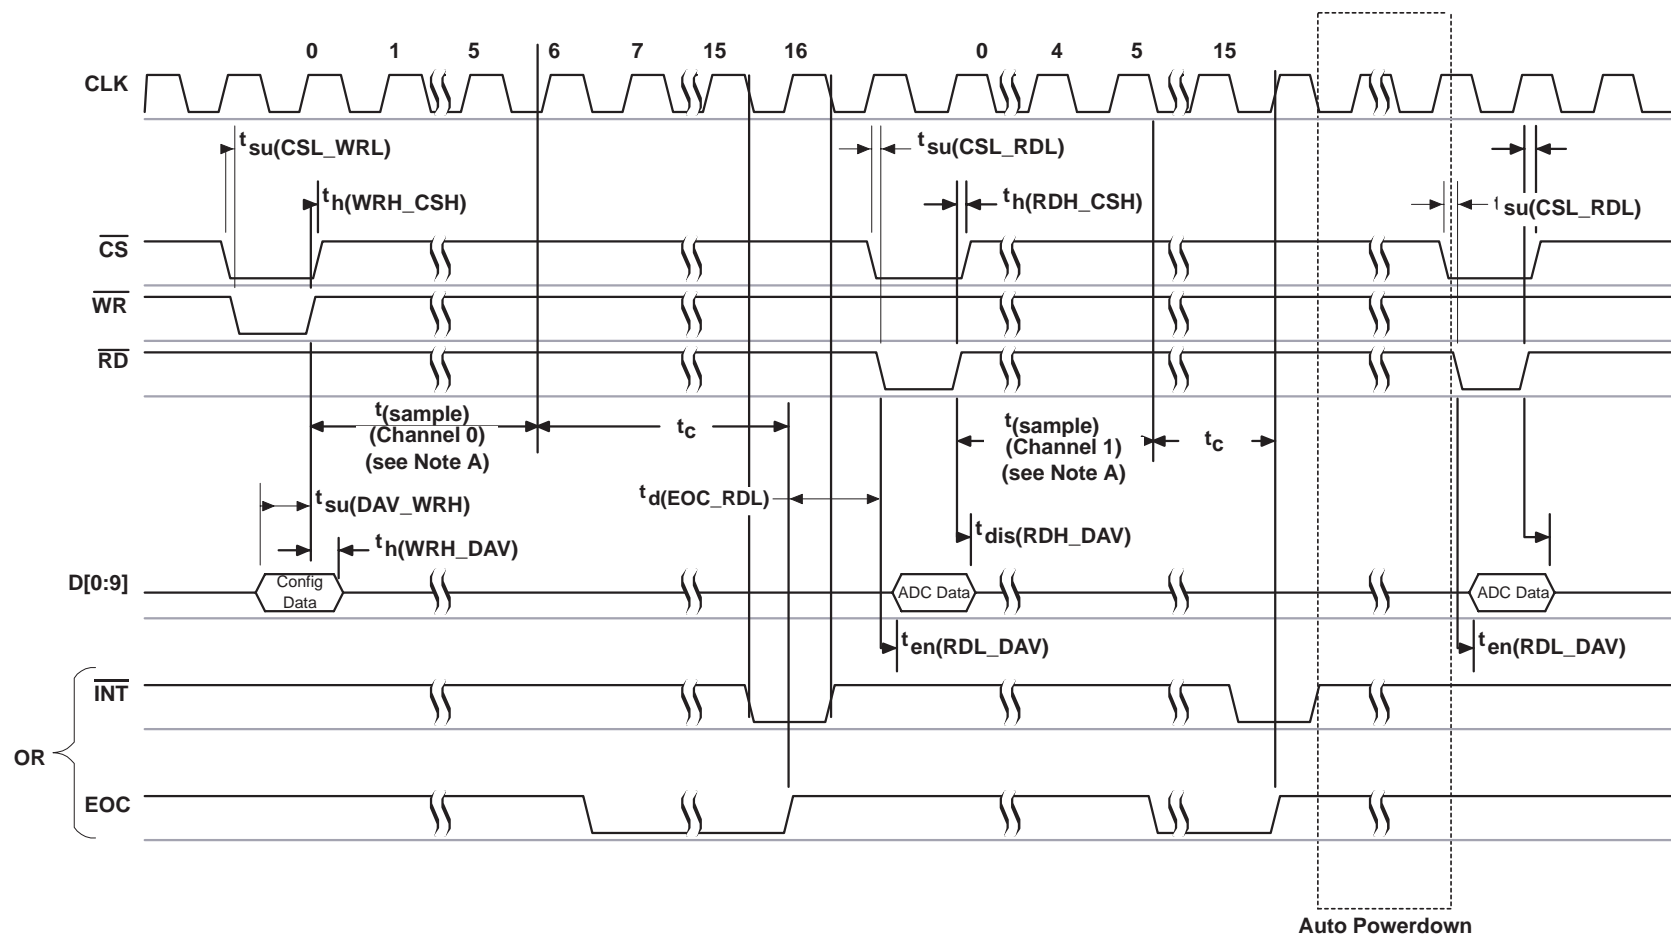 0 1 5 6 7 15 16 0 4 5 15
CLK
tsu(CSL_WRL) tsu(CSL_RDL)
th(WRH_CSH) th(RDH_CSH) tsu(CSL_RDL)
CS
WR
RD
t(sample)
(Channel 0)
(see Note A)
tc
t(sample)
(Channel 1)
(see Note A)
tc
tsu(DAV_WRH) td(EOC_RDL)
th(WRH_DAV) tdis(RDH_DAV)
D[0:9]
Config
Data
ADC Data ADC Data
ten(RDL_DAV) ten(RDL_DAV)
INT
OR
EOC
Auto Powerdown